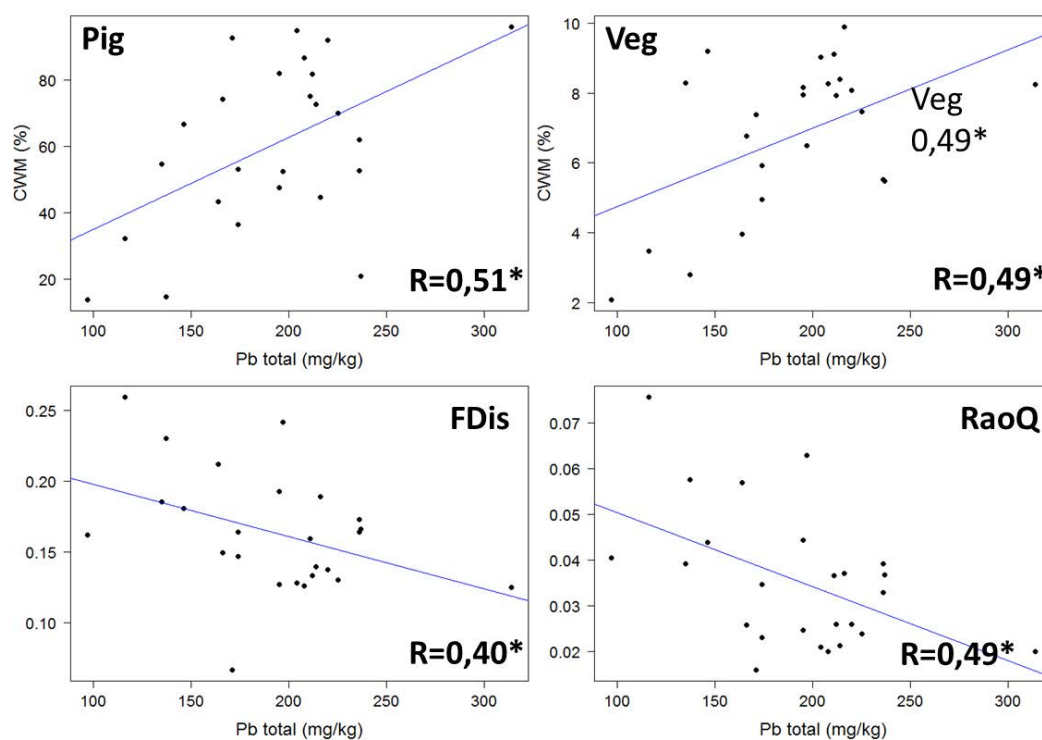 Pig
CWM (%)
80
60
40
20
R=0,51*
100 150 200 250 300
Pb total (mg/kg)
Veg
CWM (%)
10
8
6
4
2
Veg
0,49*
R=0,49*
100 150 200 250 300
Pb total (mg/kg)
FDis
0.25
0.20
0.15
0.10
R=0,40*
100 150 200 250 300
Pb total (mg/kg)
RaoQ
0.07
0.06
0.05
0.04
0.03
0.02
R=0,49*
100 150 200 250 300
Pb total (mg/kg)